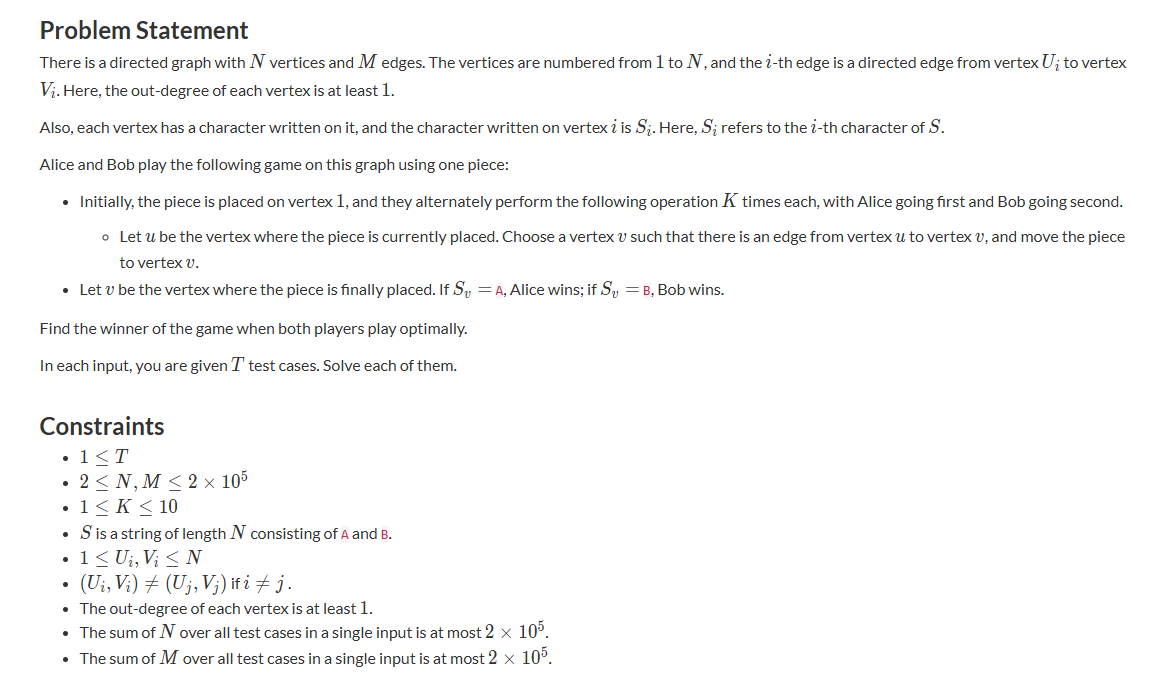 Problem Statement
There is a directed graph with N vertices and M edges. The vertices are numbered from 1 to N, and the i-th edge is a directed edge from vertex U_i to vertex
V_i. Here, the out-degree of each vertex is at least 1.
Also, each vertex has a character written on it, and the character written on vertex i is S_i. Here, S_i refers to the i-th character of S.
Alice and Bob play the following game on this graph using one piece:
• Initially, the piece is placed on vertex 1, and they alternately perform the following operation K times each, with Alice going first and Bob going second.
◦ Let u be the vertex where the piece is currently placed. Choose a vertex v such that there is an edge from vertex u to vertex v, and move the piece
to vertex v.
• Let v be the vertex where the piece is finally placed. If S_v = A, Alice wins; if S_v = B, Bob wins.
Find the winner of the game when both players play optimally.
In each input, you are given T test cases. Solve each of them.
Constraints
• 1 ≤ T
• 2 ≤ N, M ≤ 2 × 10^5
• 1 ≤ K ≤ 10
• S is a string of length N consisting of A and B.
• 1 ≤ U_i, V_i ≤ N
• (U_i, V_i) ≠ (U_j, V_j) if i ≠ j.
• The out-degree of each vertex is at least 1.
• The sum of N over all test cases in a single input is at most 2 × 10^5.
• The sum of M over all test cases in a single input is at most 2 × 10^5.